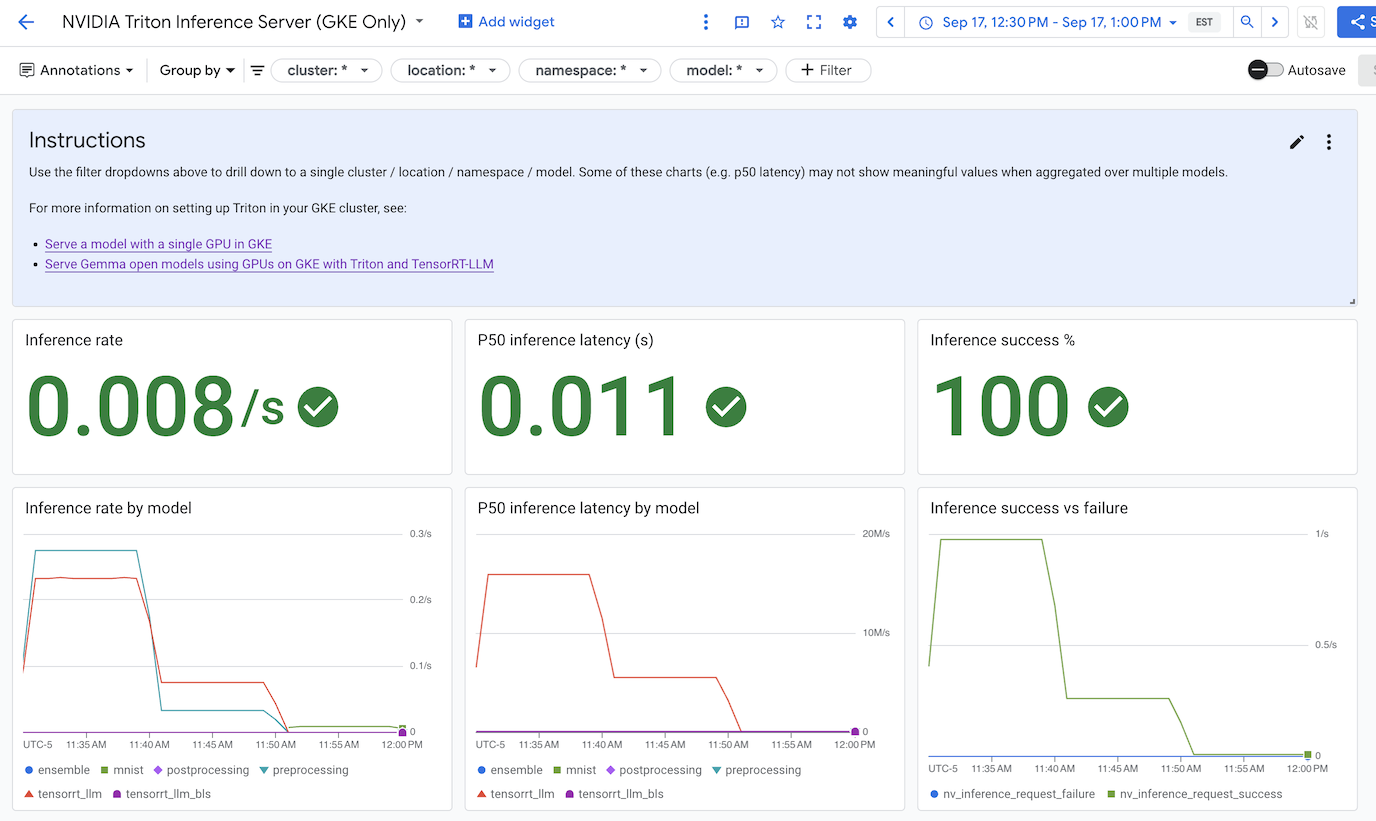 NVIDIA Triton Inference Server (GKE Only) Add widget Sep 17, 12:30 PM - Sep 17, 1:00 PM EST
Annotations Group by cluster: * location: * namespace: * model: * Filter Autosave
Instructions
Use the filter dropdowns above to drill down to a single cluster / location / namespace / model. Some of these charts (e.g. p50 latency) may not show meaningful values when aggregated over multiple models.
For more information on setting up Triton in your GKE cluster, see:
• Serve a model with a single GPU in GKE
• Serve Gemma open models using GPUs on GKE with Triton and TensorRT-LLM
Inference rate
0.008/s
P50 inference latency (s)
0.011
Inference success %
100
Inference rate by model
0.3/s
0.2/s
0.1/s
0
UTC-5 11:35 AM 11:40 AM 11:45 AM 11:50 AM 11:55 AM 12:00 PM
ensemble mnist postprocessing preprocessing
tensorrt_llm tensorrt_llm_bls
P50 inference latency by model
20M/s
10M/s
0
UTC-5 11:35 AM 11:40 AM 11:45 AM 11:50 AM 11:55 AM 12:00 PM
ensemble mnist postprocessing preprocessing
tensorrt_llm tensorrt_llm_bls
Inference success vs failure
1/s
0.5/s
0
UTC-5 11:35 AM 11:40 AM 11:45 AM 11:50 AM 11:55 AM 12:00 PM
nv_inference_request_failure nv_inference_request_success